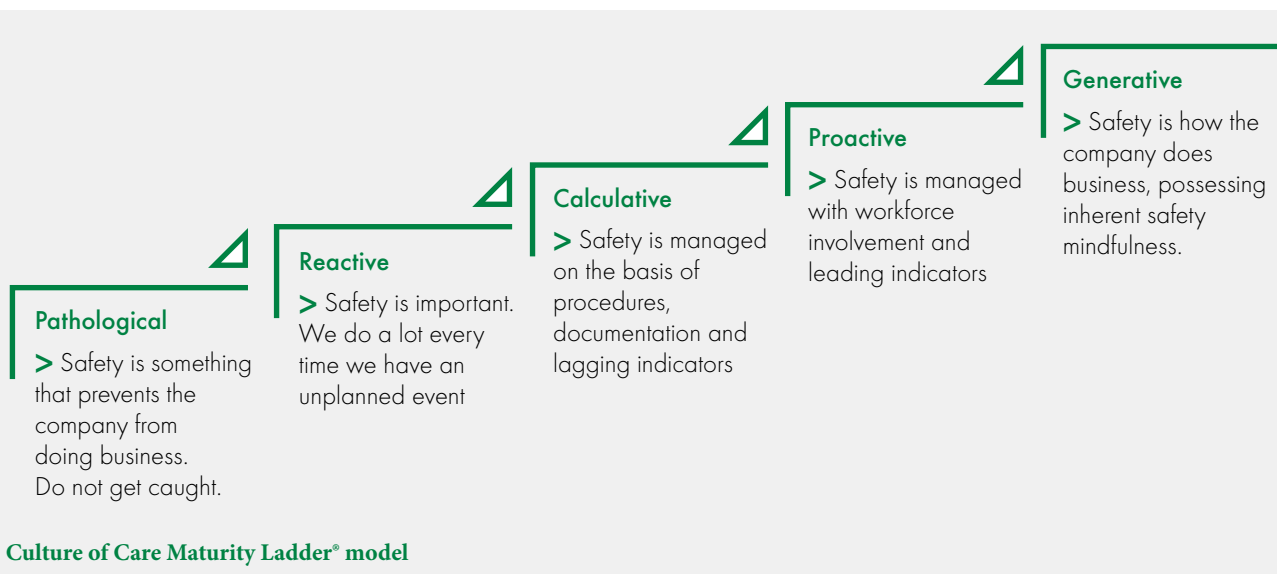 Pathological
> Safety is something
that prevents the
company from
doing business.
Do not get caught.
Reactive
> Safety is important.
We do a lot every
time we have an
unplanned event
Calculative
> Safety is managed
on the basis of
procedures,
documentation and
lagging indicators
Proactive
> Safety is managed
with workforce
involvement and
leading indicators
Generative
> Safety is how the
company does
business, possessing
inherent safety
mindfulness.
Culture of Care Maturity Ladder® model